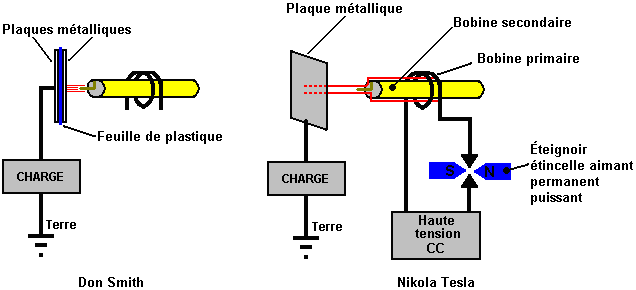 Plaques métalliques
Feuille de plastique
CHARGE
Terre
Don Smith
Plaque métallique
Bobine secondaire
Bobine primaire
S N
Éteignoir
étincelle aimant
permanent
puissant
CHARGE
Terre
Haute
tension
CC
Nikola Tesla